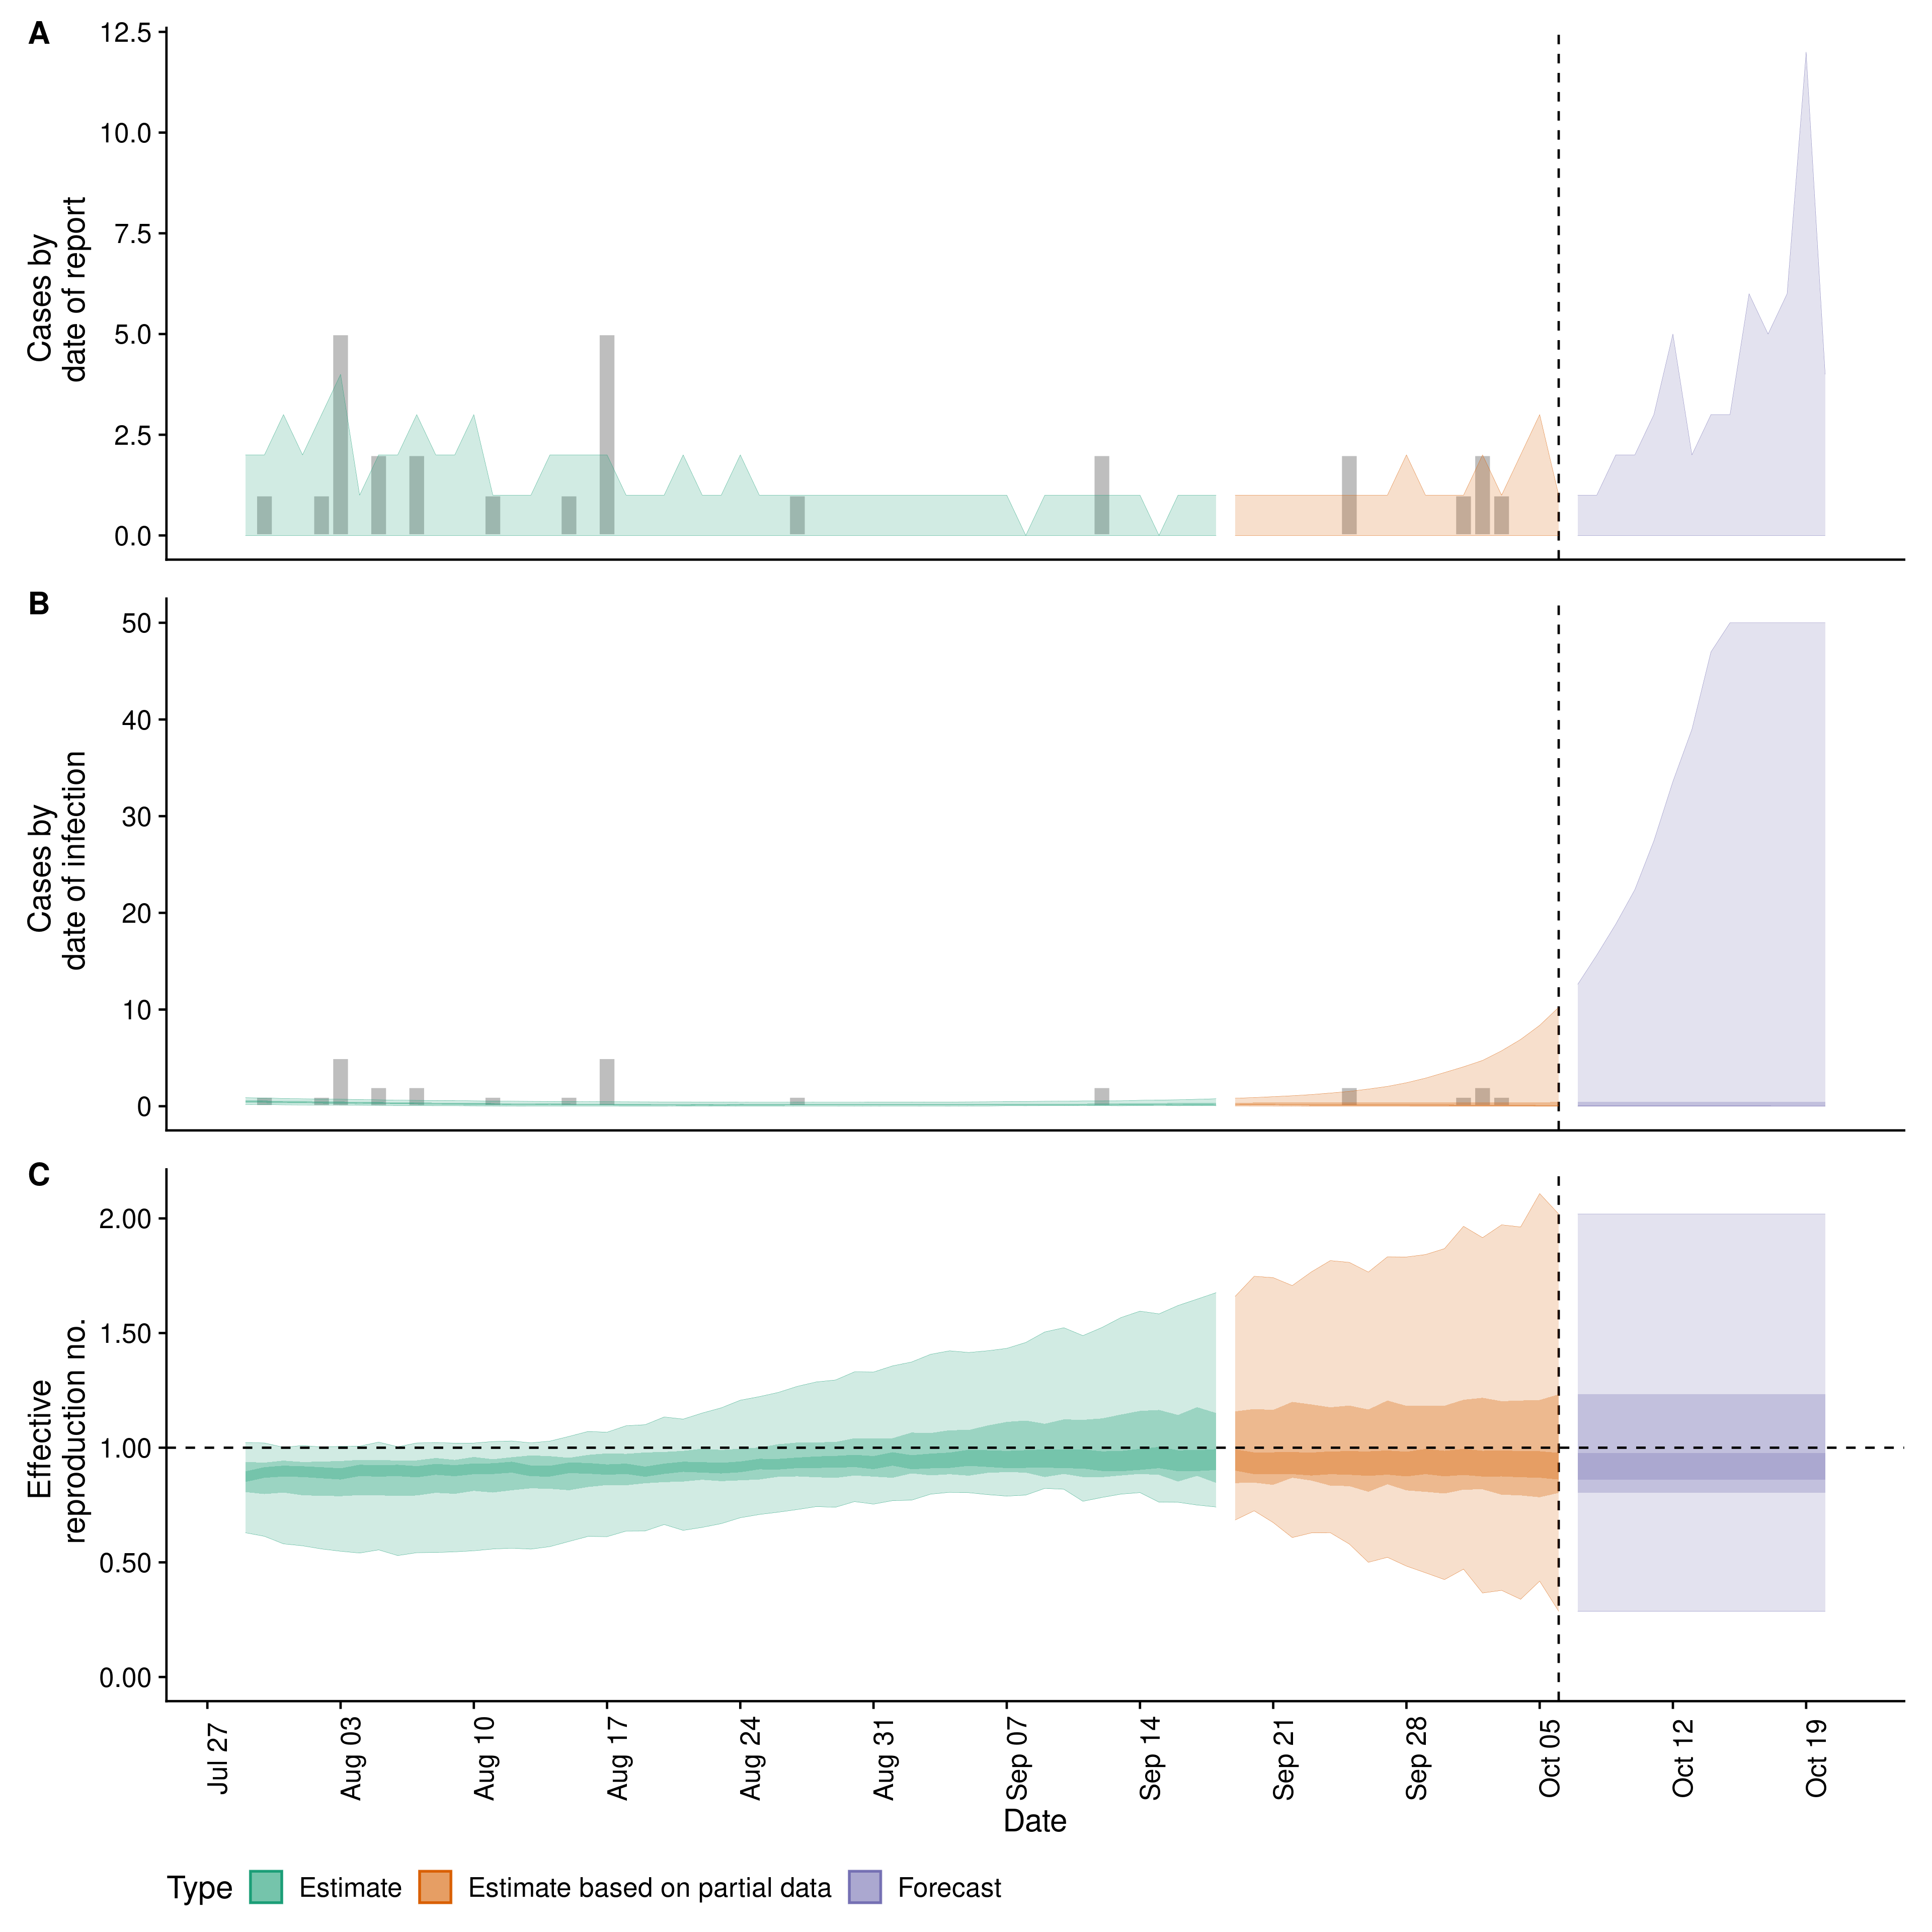 A
12.5
10.0
7.5
5.0
2.5
0.0
Cases by
date of report
B
50
40
30
20
10
0
Cases by
date of infection
C
2.00
1.50
1.00
0.50
0.00
Effective
reproduction no.
Jul 27
Aug 03
Aug 10
Aug 17
Aug 24
Aug 31
Sep 07
Sep 14
Sep 21
Sep 28
Oct 05
Oct 12
Oct 19
Date
Type Estimate Estimate based on partial data Forecast